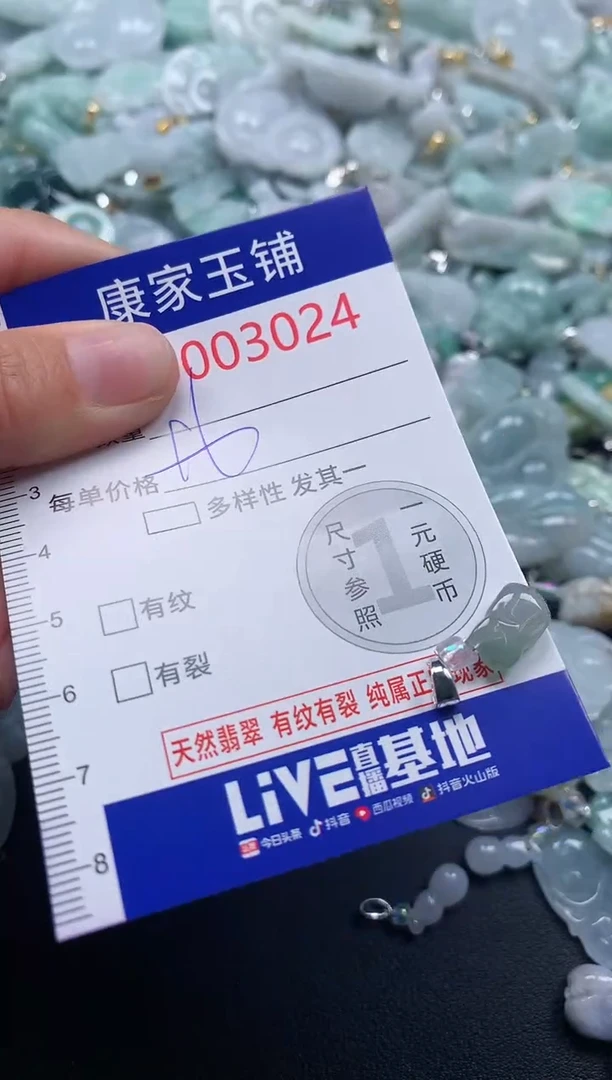 康家玉铺
003024
每单价格
多样性 发其一
一元硬币
尺寸参照
1
有纹
有裂
天然翡翠 有纹有裂 纯属正
现象
LiVE直播基地
今日头条 抖音 西瓜视频 抖音火山版
3
4
5
6
7
8